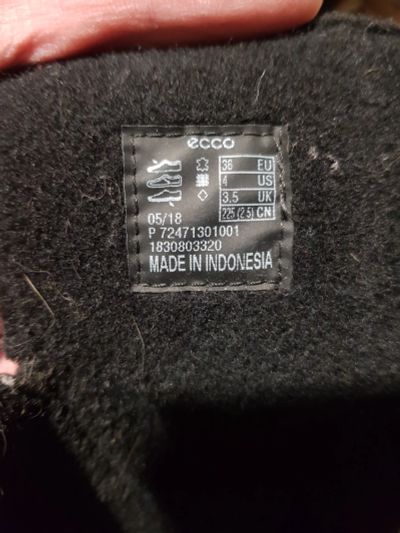 ecco
36 EU
4 US
3.5 UK
225 (2.5) CN
05/18
P 72471301001
1830803320
MADE IN INDONESIA